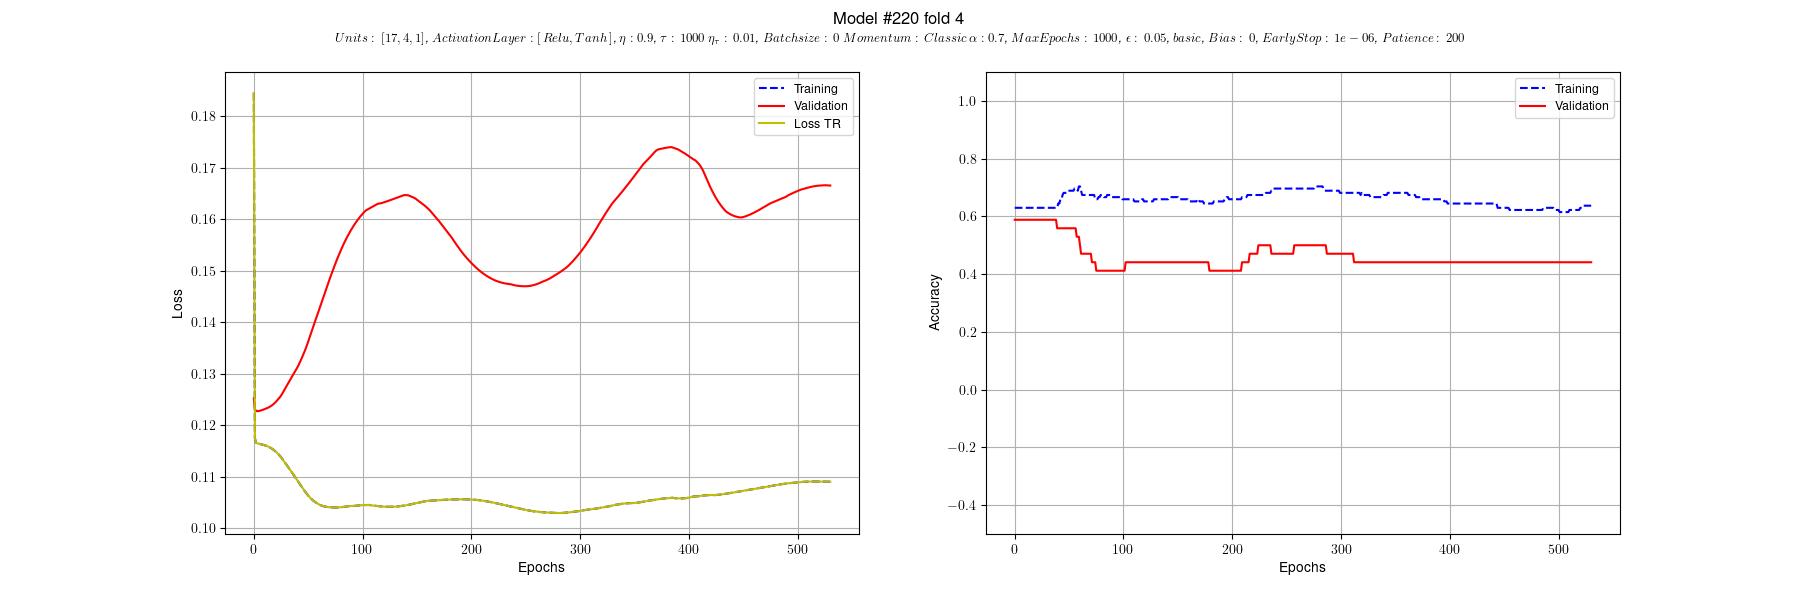 Model #220 fold 4
Units : [17, 4, 1], ActivationLayer : [Relu, Tanh], η : 0.9, τ : 1000 η_τ : 0.01, Batchsize : 0 Momentum : Classic α : 0.7, MaxEpochs : 1000, ϵ : 0.05, basic, Bias : 0, EarlyStop : 1e − 06, Patience : 200
Training
Validation
Loss TR
0.18
0.17
0.16
0.15
0.14
0.13
0.12
0.11
0.10
Loss
0 100 200 300 400 500
Epochs
Training
Validation
1.0
0.8
0.6
0.4
0.2
0.0
−0.2
−0.4
Accuracy
0 100 200 300 400 500
Epochs